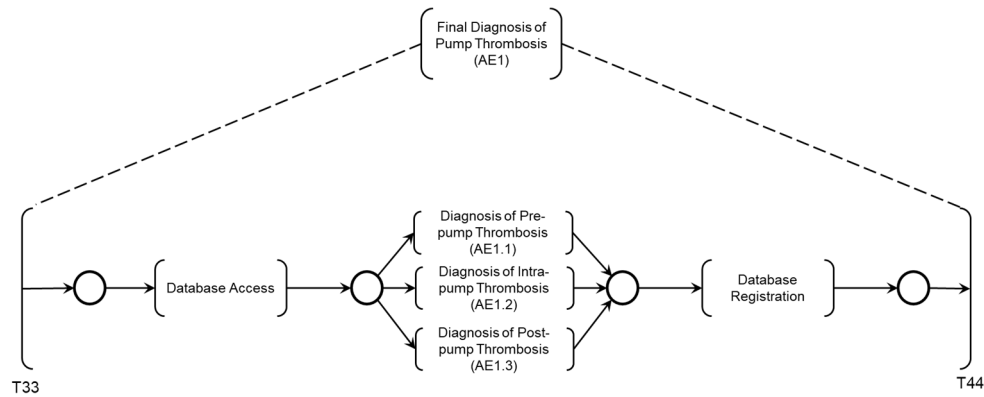 Final Diagnosis of
Pump Thrombosis
(AE1)
Diagnosis of Pre-
pump Thrombosis
(AE1.1)
Database Access
Diagnosis of Intra-
pump Thrombosis
(AE1.2)
Database
Registration
Diagnosis of Post-
pump Thrombosis
(AE1.3)
T33
T44